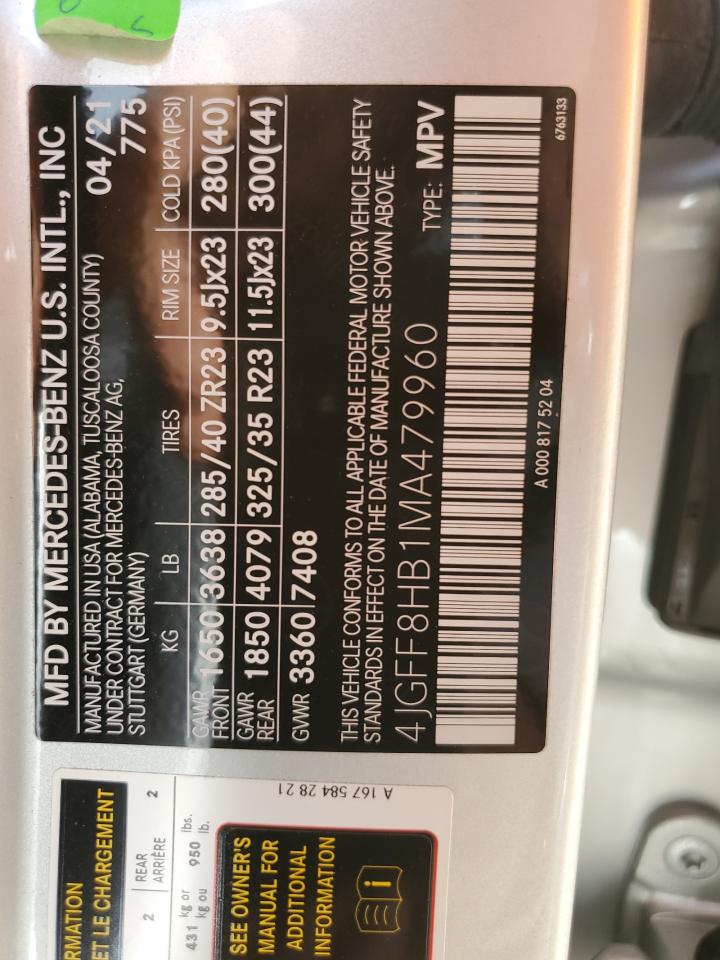 MFD BY MERCEDES-BENZ U.S. INTL., INC
MANUFACTURED IN USA (ALABAMA, TUSCALOOSA COUNTY)
UNDER CONTRACT FOR MERCEDES-BENZ AG,
STUTTGART (GERMANY)
04/21
775
KG LB TIRES RIM SIZE COLD KPA(PSI)
GAWR FRONT 1650 3638 285/40 ZR23 9.5Jx23 280(40)
GAWR REAR 1850 4079 325/35 R23 11.5Jx23 300(44)
GWR 3360 7408
THIS VEHICLE CONFORMS TO ALL APPLICABLE FEDERAL MOTOR VEHICLE SAFETY
STANDARDS IN EFFECT ON THE DATE OF MANUFACTURE SHOWN ABOVE.
4JGFF8HB1MA479960 TYPE: MPV
A 000 817 52 04
6763133
RMATION
ET LE CHARGEMENT
2 REAR 2
ARRIÈRE
431 kg or 950 lbs.
kg ou lb.
SEE OWNER'S
MANUAL FOR
ADDITIONAL
INFORMATION
A 167 584 28 21